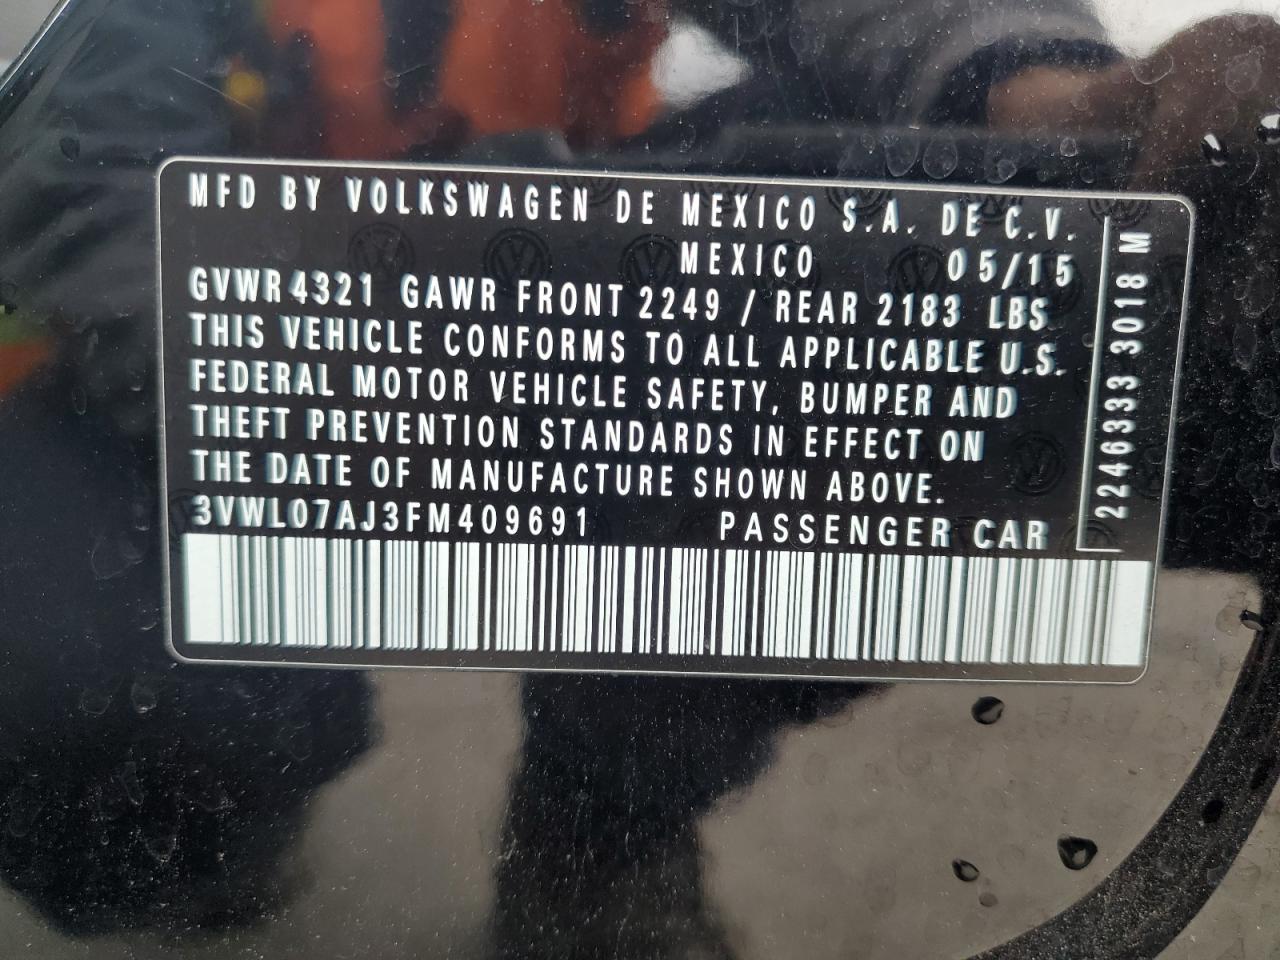 MFD BY VOLKSWAGEN DE MEXICO S.A. DE C.V.
MEXICO 05/15
GVWR 4321 GAWR FRONT 2249 / REAR 2183 LBS
THIS VEHICLE CONFORMS TO ALL APPLICABLE U.S.
FEDERAL MOTOR VEHICLE SAFETY, BUMPER AND
THEFT PREVENTION STANDARDS IN EFFECT ON
THE DATE OF MANUFACTURE SHOWN ABOVE.
3VWL07AJ3FM409691 PASSENGER CAR
2246333 3018 M